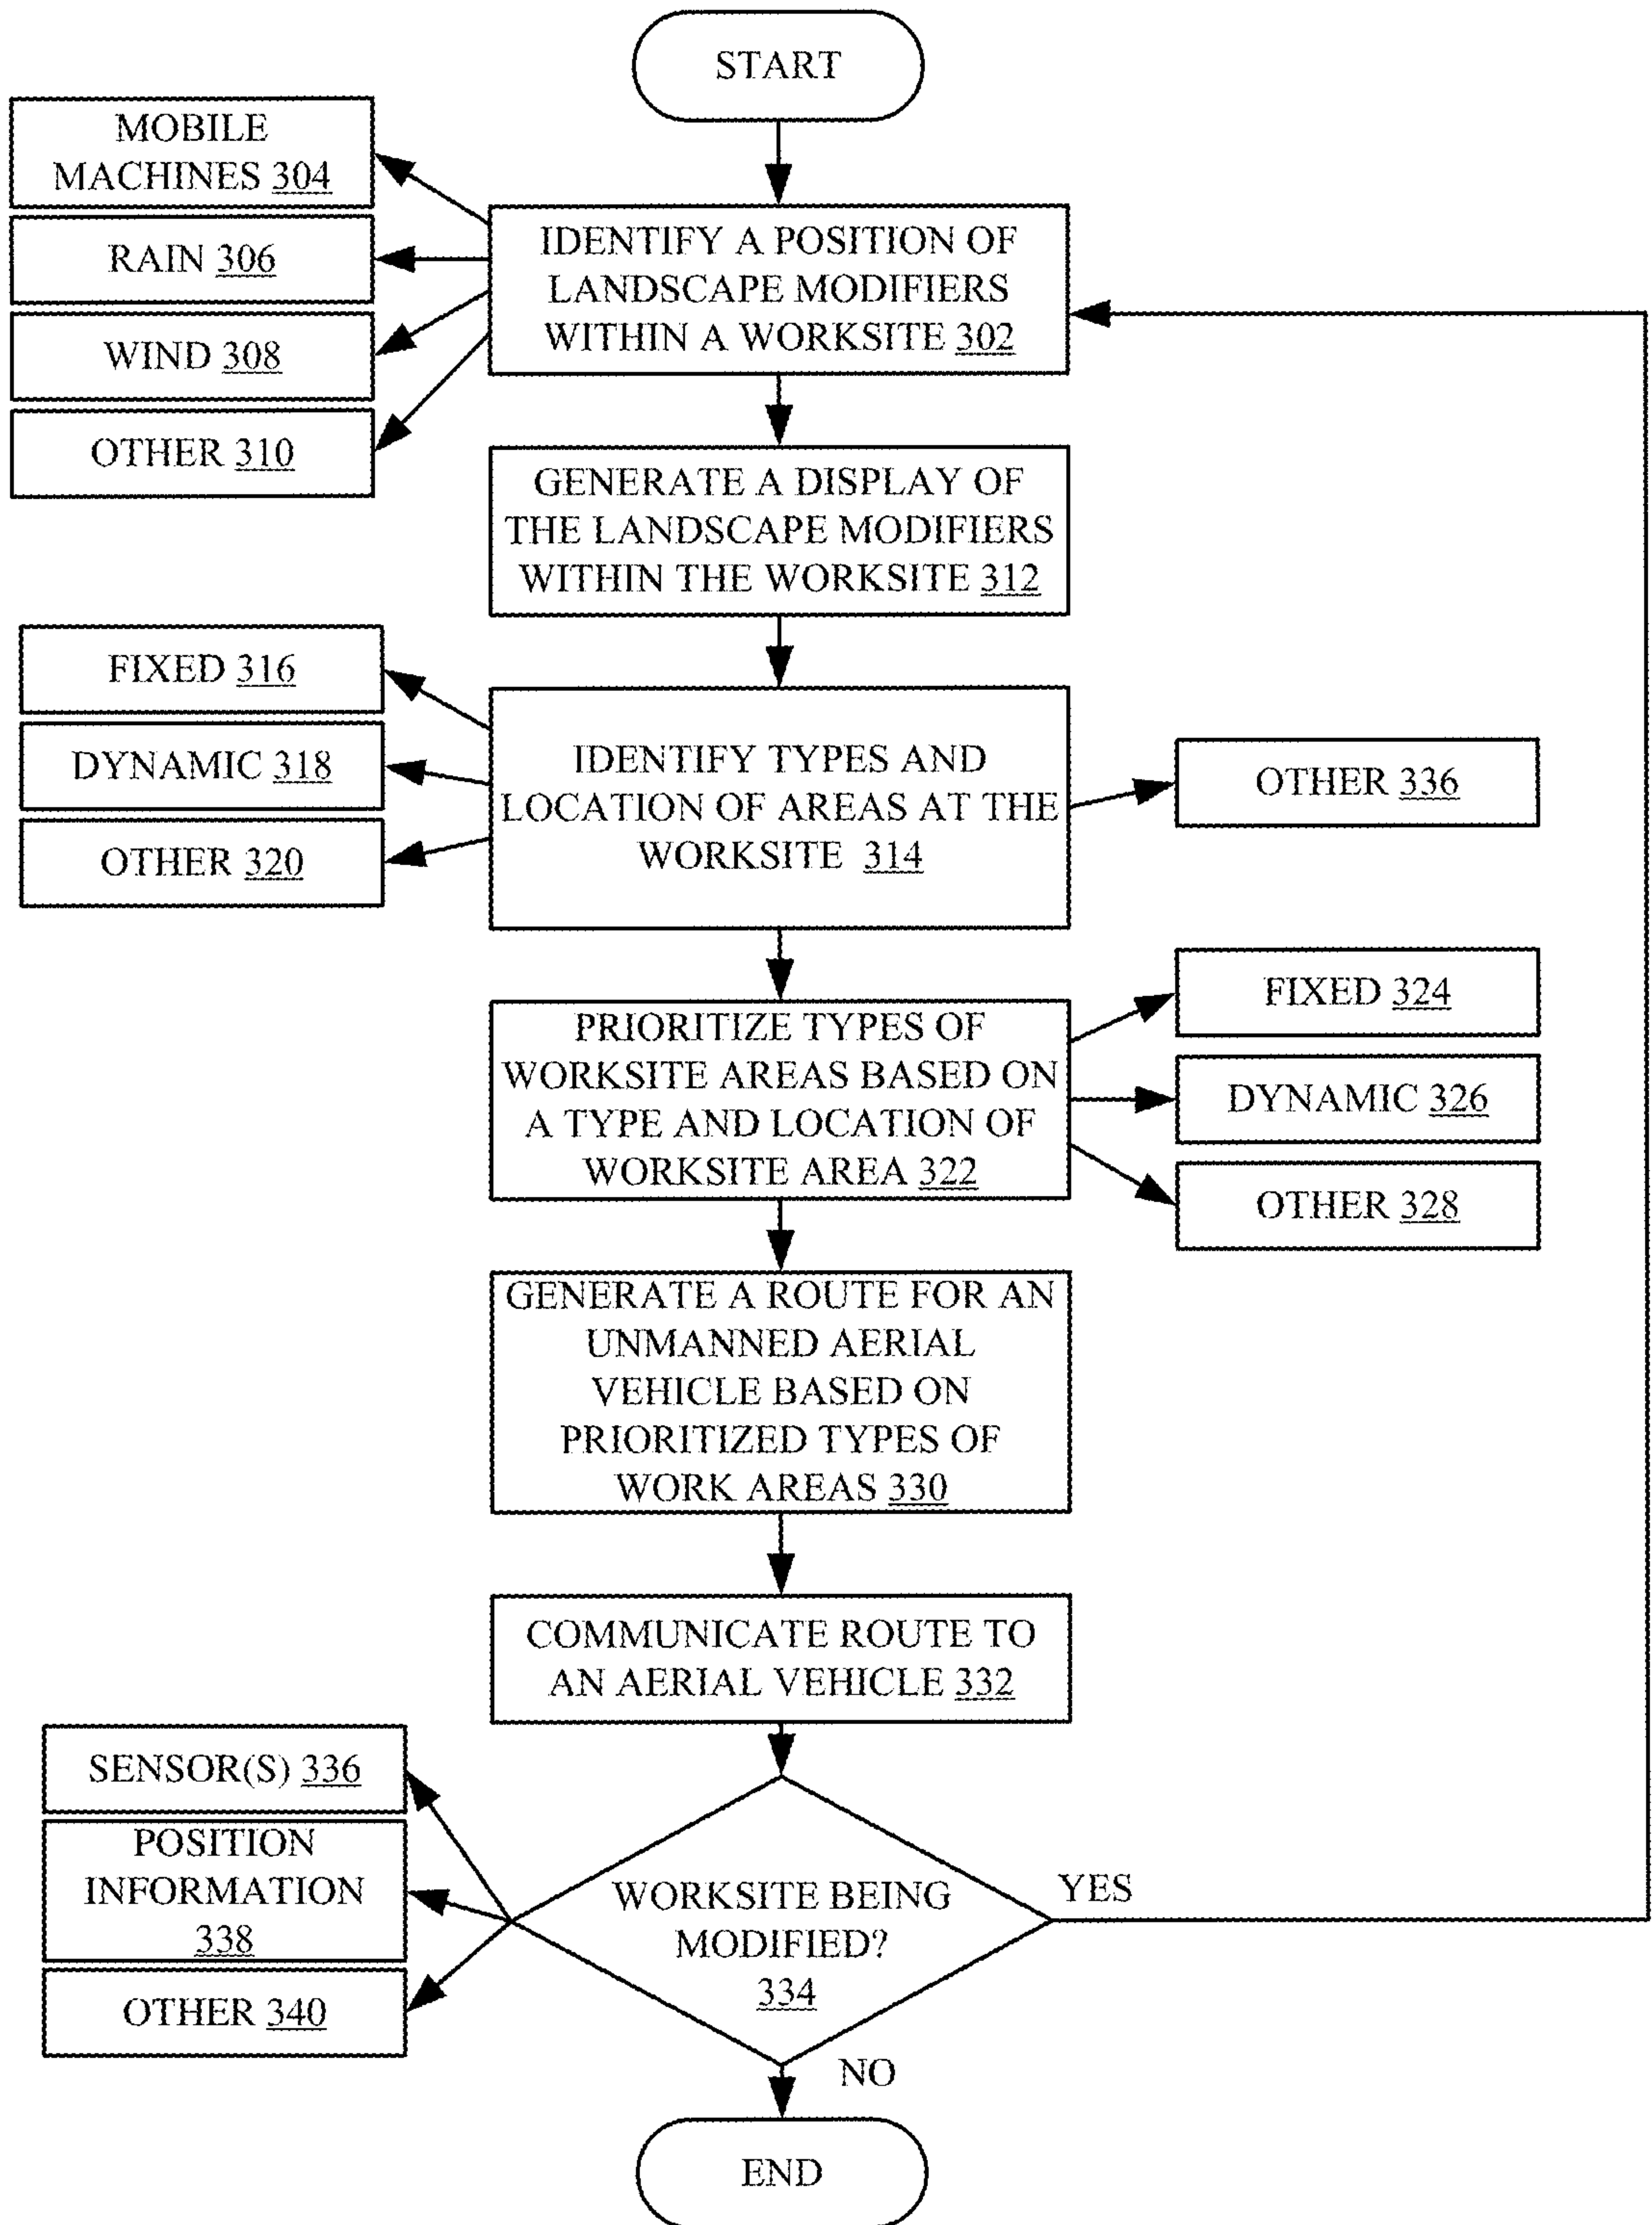 START
MOBILE
MACHINES 304
RAIN 306
WIND 308
OTHER 310
IDENTIFY A POSITION OF
LANDSCAPE MODIFIERS
WITHIN A WORKSITE 302
GENERATE A DISPLAY OF
THE LANDSCAPE MODIFIERS
WITHIN THE WORKSITE 312
FIXED 316
DYNAMIC 318
OTHER 320
IDENTIFY TYPES AND
LOCATION OF AREAS AT THE
WORKSITE 314
OTHER 336
PRIORITIZE TYPES OF
WORKSITE AREAS BASED ON
A TYPE AND LOCATION OF
WORKSITE AREA 322
FIXED 324
DYNAMIC 326
OTHER 328
GENERATE A ROUTE FOR AN
UNMANNED AERIAL
VEHICLE BASED ON
PRIORITIZED TYPES OF
WORK AREAS 330
COMMUNICATE ROUTE TO
AN AERIAL VEHICLE 332
SENSOR(S) 336
POSITION
INFORMATION
338
OTHER 340
WORKSITE BEING
MODIFIED?
334
YES
NO
END